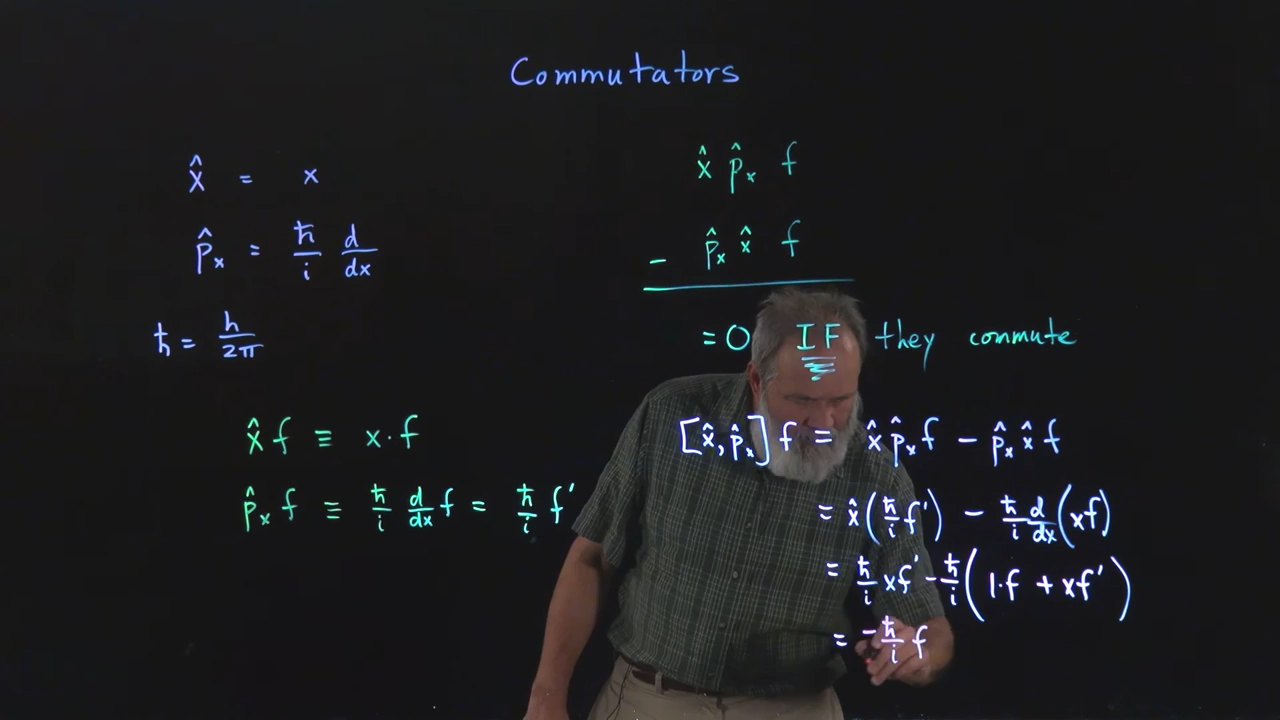 Commutators
x̂ = x
p̂ₓ = ħ/i d/dx
ħ = h/2π
x̂ f ≡ x · f
p̂ₓ f ≡ ħ/i d/dx f = ħ/i f′
x̂ p̂ₓ f
− p̂ₓ x̂ f
= 0 IF they commute
[x̂, p̂ₓ] f = x̂ p̂ₓ f − p̂ₓ x̂ f
= x̂ (ħ/i f′) − ħ/i d/dx (xf)
= ħ/i xf′ − ħ/i (1·f + xf′)
= −ħ/i f